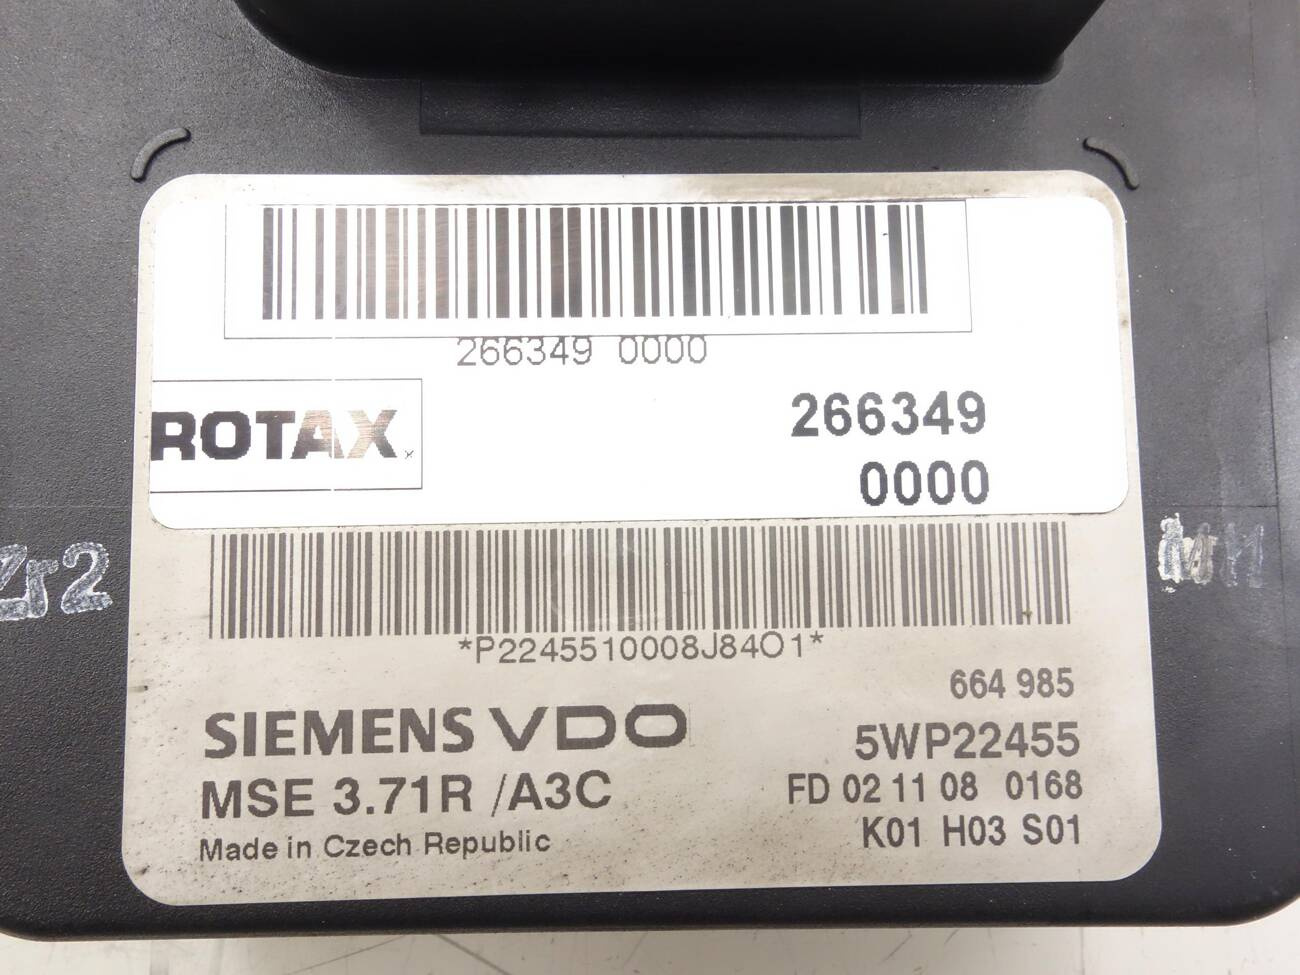 266349 0000
ROTAX
266349
0000
Zr2
*P2245510008J84O1*
664 985
SIEMENS VDO
5WP22455
MSE 3.71R /A3C
FD 02 11 08 0168
Made in Czech Republic
K01 H03 S01